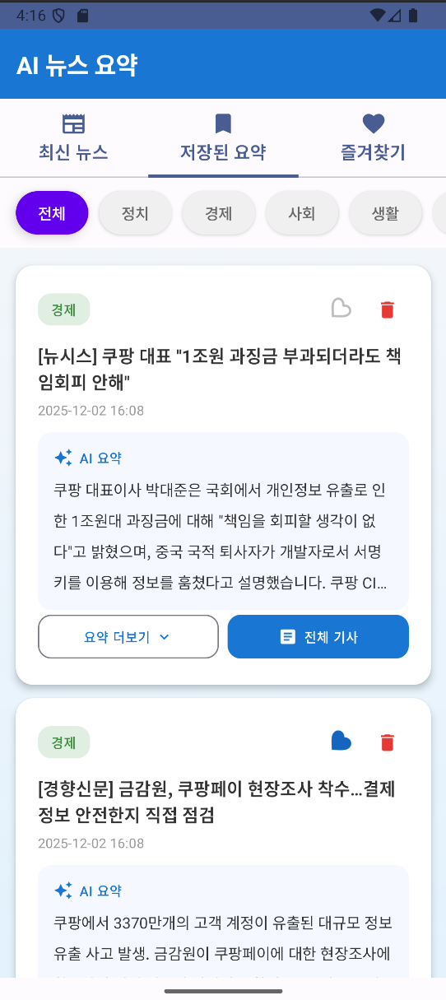 4:16
AI 뉴스 요약
최신 뉴스
저장된 요약
즐겨찾기
전체
정치
경제
사회
생활
경제
[뉴시스] 쿠팡 대표 "1조원 과징금 부과되더라도 책
임회피 안해"
2025-12-02 16:08
AI 요약
쿠팡 대표이사 박대준은 국회에서 개인정보 유출로 인
한 1조원대 과징금에 대해 "책임을 회피할 생각이 없
다"고 밝혔으며, 중국 국적 퇴사자가 개발자로서 서명
키를 이용해 정보를 훔쳤다고 설명했습니다. 쿠팡 CI...
요약 더보기
전체 기사
경제
[경향신문] 금감원, 쿠팡페이 현장조사 착수…결제
정보 안전한지 직접 점검
2025-12-02 16:08
AI 요약
쿠팡에서 3370만개의 고객 계정이 유출된 대규모 정보
유출 사고 발생. 금감원이 쿠팡페이에 대한 현장조사에